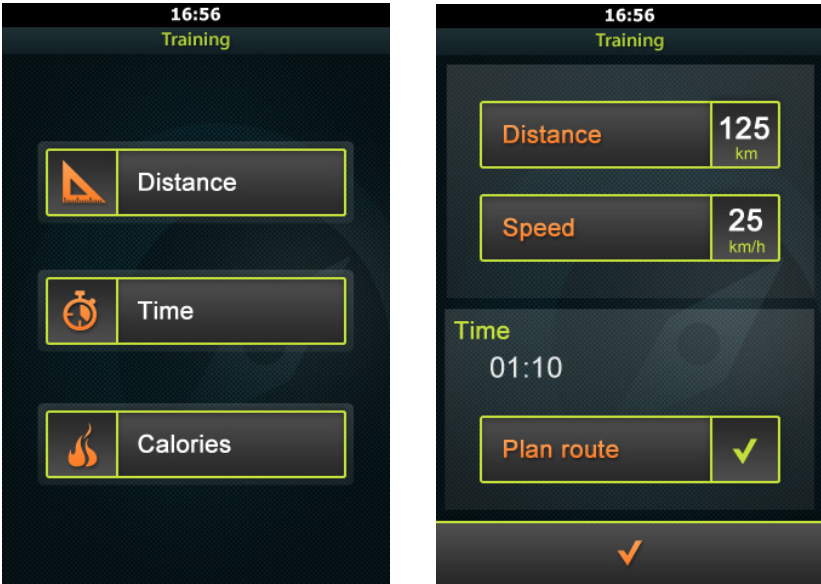 16:56
Training
Distance
Time
Calories
16:56
Training
Distance
125
km
Speed
25
km/h
Time
01:10
Plan route